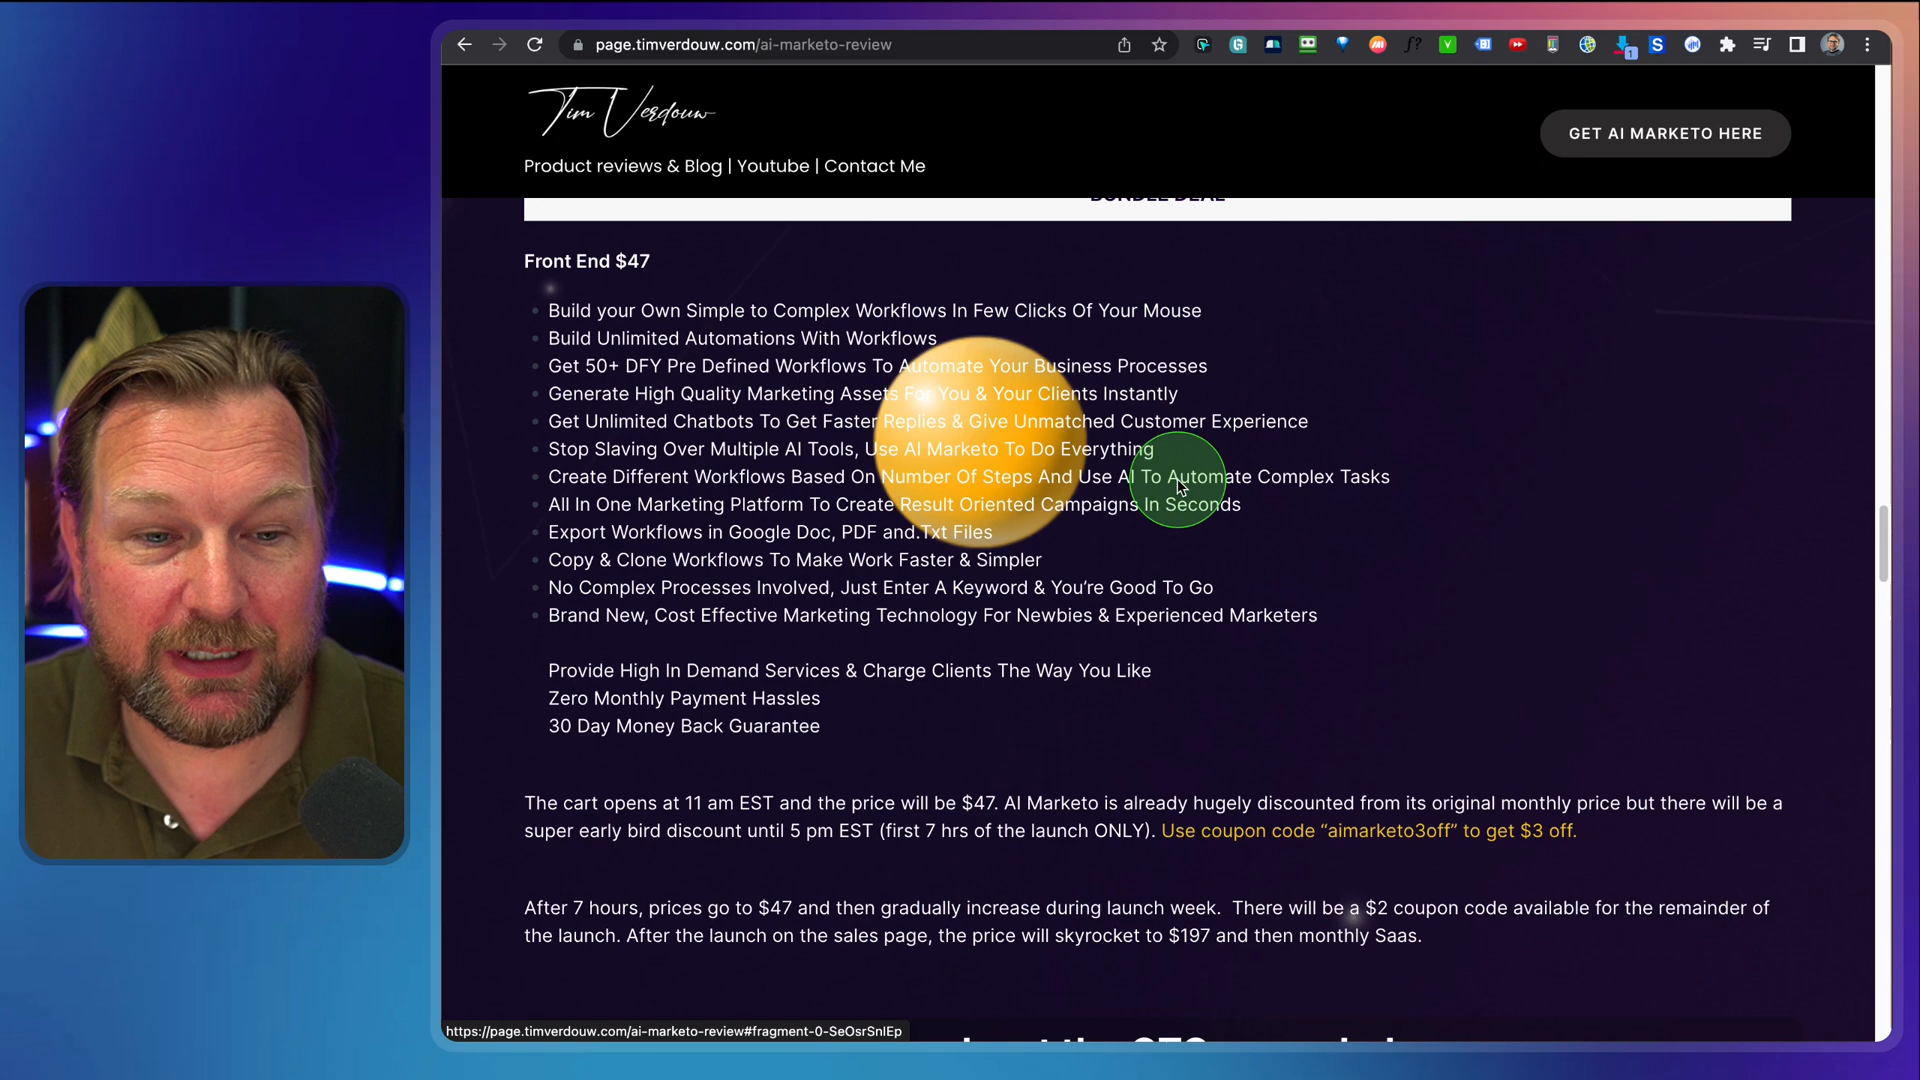 page.timverdouw.com/ai-marketo-review
1
Tim Verdouw
GET AI MARKETO HERE
Product reviews & Blog | Youtube | Contact Me
BUNDLE DEAL
Front End $47
Build your Own Simple to Complex Workflows In Few Clicks Of Your Mouse
Build Unlimited Automations With Workflows
Get 50+ DFY Pre Defined Workflows To Automate Your Business Processes
Generate High Quality Marketing Assets For You & Your Clients Instantly
Get Unlimited Chatbots To Get Faster Replies & Give Unmatched Customer Experience
Stop Slaving Over Multiple AI Tools, Use AI Marketo To Do Everything
Create Different Workflows Based On Number Of Steps And Use AI To Automate Complex Tasks
All In One Marketing Platform To Create Result Oriented Campaigns In Seconds
Export Workflows in Google Doc, PDF and.Txt Files
Copy & Clone Workflows To Make Work Faster & Simpler
No Complex Processes Involved, Just Enter A Keyword & You’re Good To Go
Brand New, Cost Effective Marketing Technology For Newbies & Experienced Marketers
Provide High In Demand Services & Charge Clients The Way You Like
Zero Monthly Payment Hassles
30 Day Money Back Guarantee
The cart opens at 11 am EST and the price will be $47. AI Marketo is already hugely discounted from its original monthly price but there will be a
super early bird discount until 5 pm EST (first 7 hrs of the launch ONLY). Use coupon code “aimarketo3off” to get $3 off.
After 7 hours, prices go to $47 and then gradually increase during launch week. There will be a $2 coupon code available for the remainder of
the launch. After the launch on the sales page, the price will skyrocket to $197 and then monthly Saas.
https://page.timverdouw.com/ai-marketo-review#fragment-0-SeOsrSnIEp